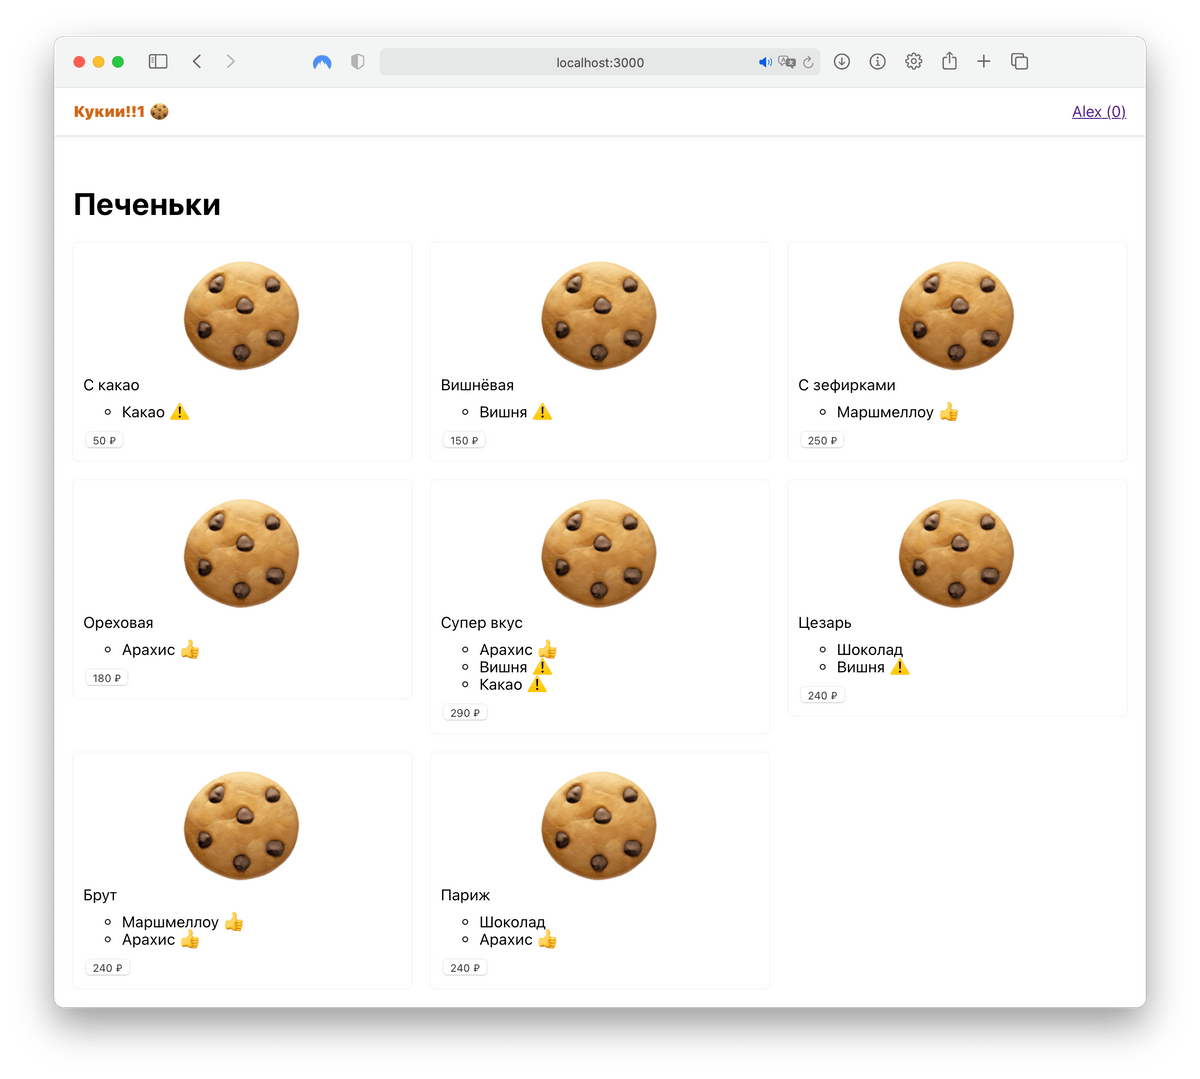 localhost:3000
Кукии!!1 🍪
Alex (0)
Печеньки
С какао
Какао ⚠️
50 ₽
Вишнёвая
Вишня ⚠️
150 ₽
С зефирками
Маршмеллоу 👍
250 ₽
Ореховая
Арахис 👍
180 ₽
Супер вкус
Арахис 👍
Вишня ⚠️
Какао ⚠️
290 ₽
Цезарь
Шоколад
Вишня ⚠️
240 ₽
Брут
Маршмеллоу 👍
Арахис 👍
240 ₽
Париж
Шоколад
Арахис 👍
240 ₽